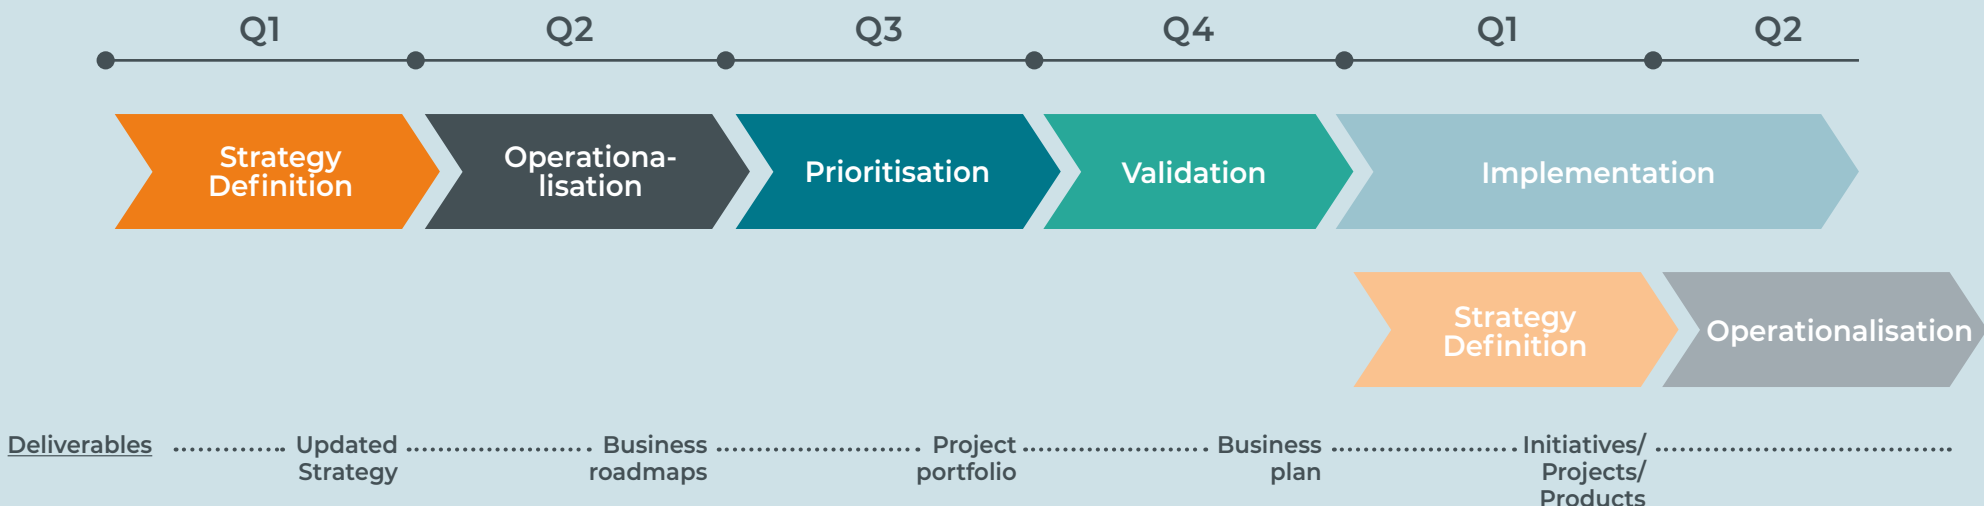 Q1 Q2 Q3 Q4 Q1 Q2
Strategy
Definition
Operationa-
lisation
Prioritisation
Validation
Implementation
Strategy
Definition
Operationalisation
Deliverables
Updated
Strategy
Business
roadmaps
Project
portfolio
Business
plan
Initiatives/
Projects/
Products